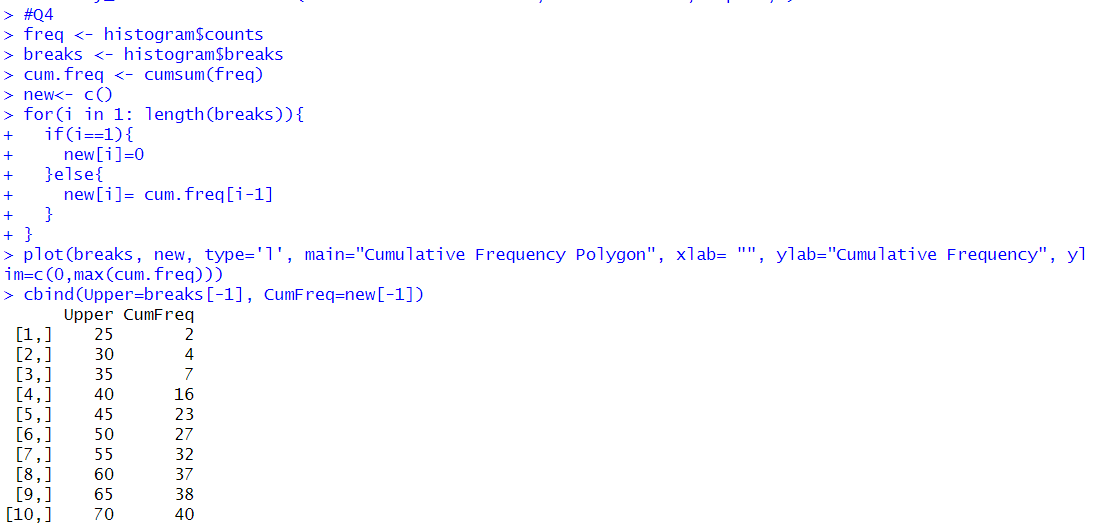 > #Q4
> freq <- histogram$counts
> breaks <- histogram$breaks
> cum.freq <- cumsum(freq)
> new<- c()
> for(i in 1: length(breaks)){
+   if(i==1){
+     new[i]=0
+   }else{
+     new[i]= cum.freq[i-1]
+   }
+ }
> plot(breaks, new, type='l', main="Cumulative Frequency Polygon", xlab= "", ylab="Cumulative Frequency", yl
im=c(0,max(cum.freq)))
> cbind(Upper=breaks[-1], CumFreq=new[-1])
      Upper CumFreq
 [1,]    25       2
 [2,]    30       4
 [3,]    35       7
 [4,]    40      16
 [5,]    45      23
 [6,]    50      27
 [7,]    55      32
 [8,]    60      37
 [9,]    65      38
[10,]    70      40